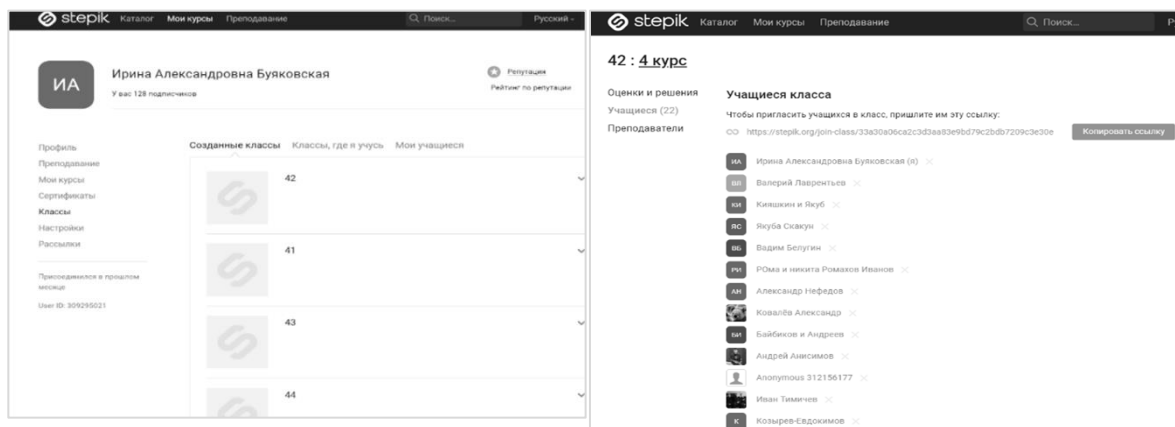 stepik Каталог Мои курсы Преподавание Поиск... Русский
ИА
Ирина Александровна Буяковская
У вас 128 подписчиков
Репутация
Рейтинг по репутации
Профиль
Преподавание
Мои курсы
Сертификаты
Классы
Настройки
Рассылки
Присоединился в прошлом
месяце
User ID: 309295021
Созданные классы Классы, где я учусь Мои учащиеся
42
41
43
44
stepik Каталог Мои курсы Преподавание Поиск...
42 : 4 курс
Оценки и решения
Учащиеся (22)
Преподаватели
Учащиеся класса
Чтобы пригласить учащихся в класс, пришлите им эту ссылку:
https://stepik.org/join-class/33a30a06ca2c3d3aa83e9bd79c2bdb7209c3e30e Копировать ссылку
ИА Ирина Александровна Буяковская (я)
ВЛ Валерий Лаврентьев
КИ Кияшкин и Якуб
ЯС Якуба Скакун
ВБ Вадим Белугин
РИ РОма и никита Ромахов Иванов
АН Александр Нефедов
Ковалёв Александр
БИ Байбиков и Андреев
Андрей Анисимов
Anonymous 312156177
Иван Тимичев
К Козырев-Евдокимов